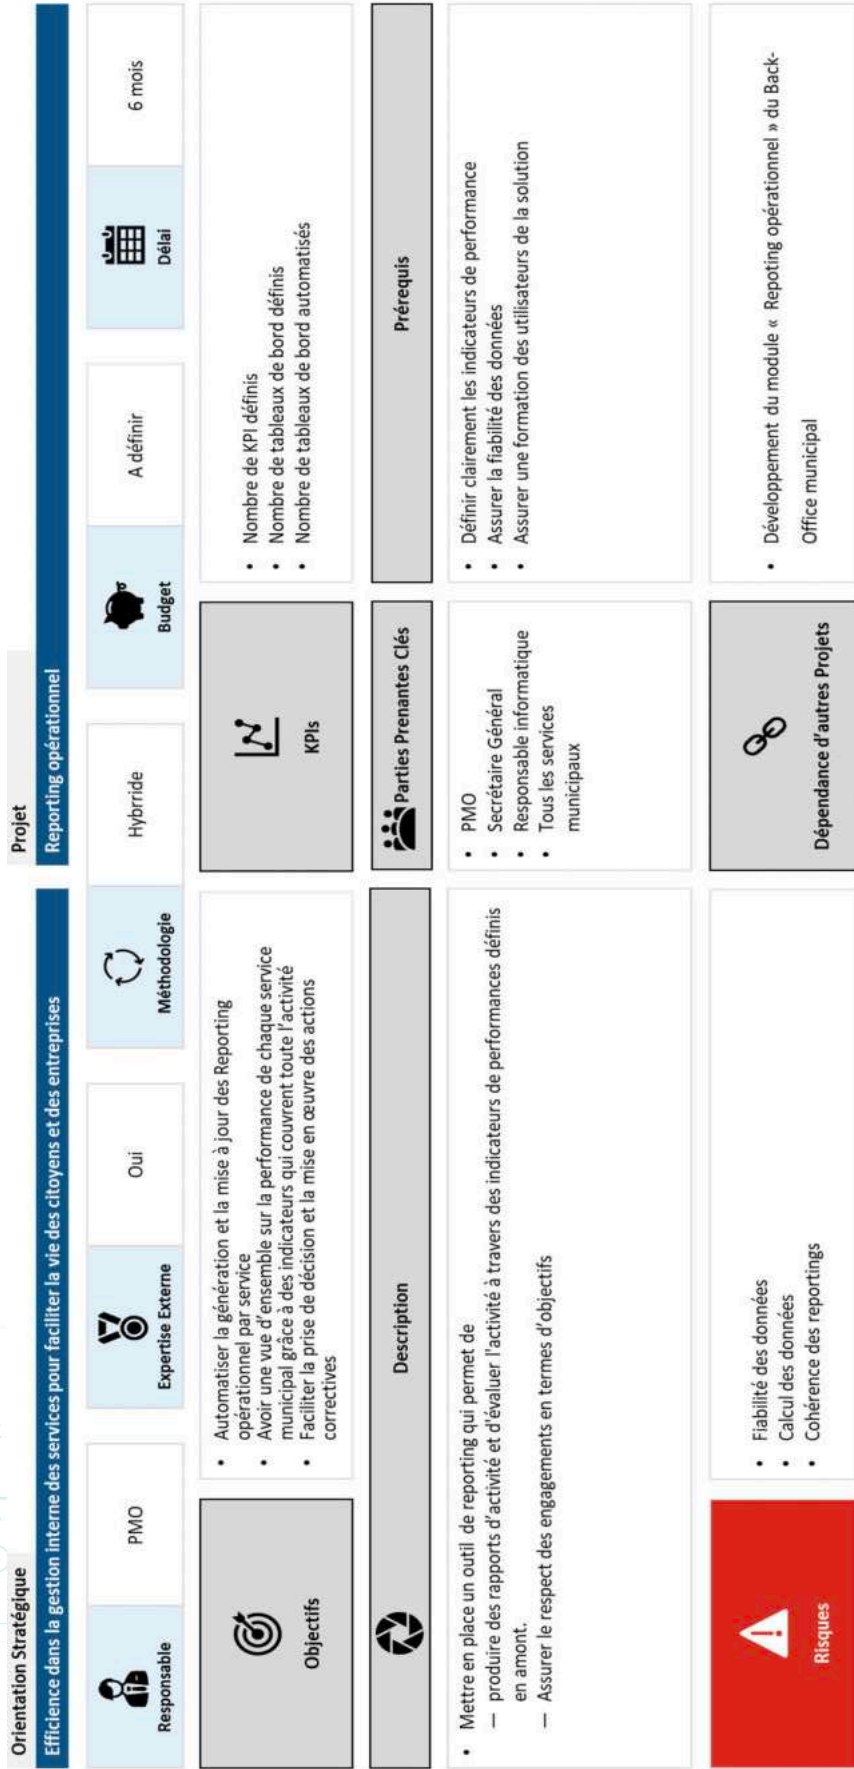 Orientation Stratégique
Projet
Efficience dans la gestion interne des services pour faciliter la vie des citoyens et des entreprises
Reporting opérationnel
Responsable
PMO
Expertise Externe
Oui
Méthodologie
Hybrride
Budget
A définir
Délai
6 mois
Objectifs
• Automatiser la génération et la mise à jour des Reporting
opérationnel par service
• Avoir une vue d'ensemble sur la performance de chaque service
municipal grâce à des indicateurs qui couvrent toute l'activité
• Faciliter la prise de décision et la mise en œuvre des actions
correctives
KPIs
• Nombre de KPI définis
• Nombre de tableaux de bord définis
• Nombre de tableaux de bord automatisés
Description
Parties Prenantes Clés
Prérequis
• Mettre en place un outil de reporting qui permet de
— produire des rapports d'activité et d'évaluer l'activité à travers des indicateurs de performances définis
en amont.
— Assurer le respect des engagements en termes d'objectifs
• PMO
• Secrétaire Général
• Responsable informatique
• Tous les services
municipaux
• Définir clairement les indicateurs de performance
• Assurer la fiabilité des données
• Assurer une formation des utilisateurs de la solution
Risques
• Fiabilité des données
• Calcul des données
• Cohérence des reportings
Dépendance d'autres Projets
• Développement du module « Repoting opérationnel » du Back-
Office municipal